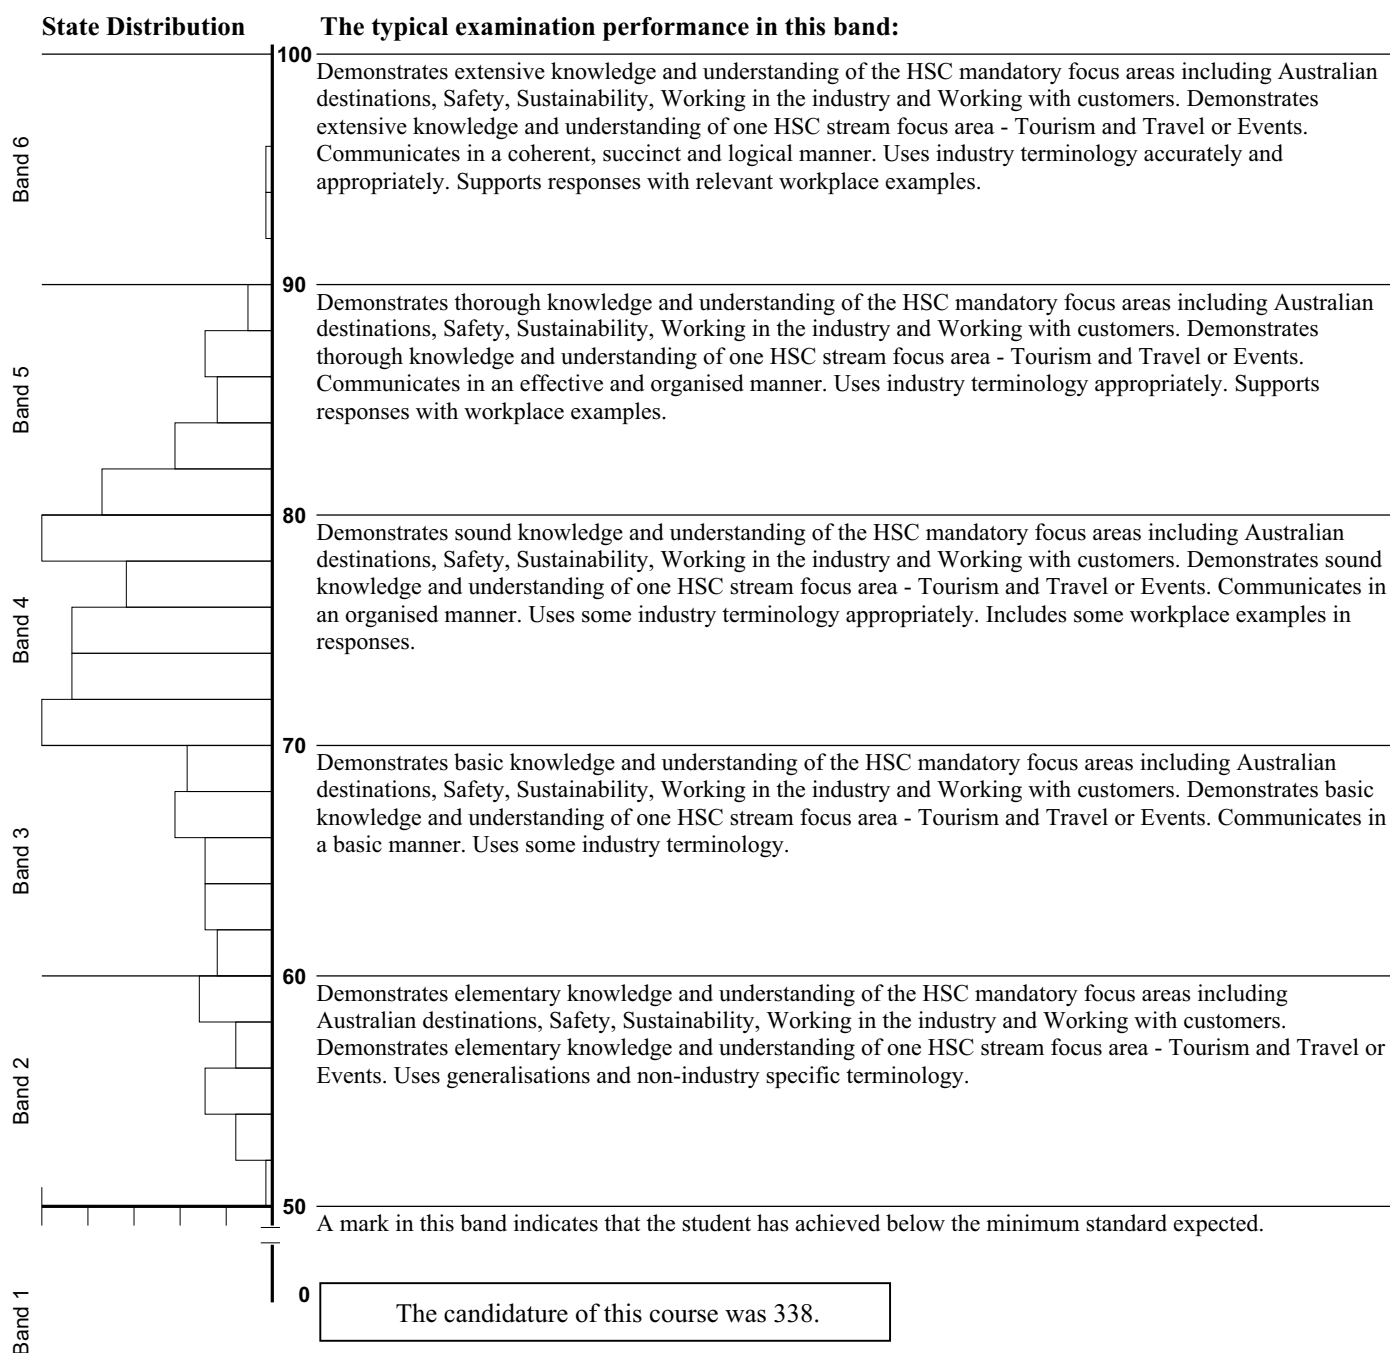 State Distribution
The typical examination performance in this band:
100
Band 6
Demonstrates extensive knowledge and understanding of the HSC mandatory focus areas including Australian
destinations, Safety, Sustainability, Working in the industry and Working with customers. Demonstrates
extensive knowledge and understanding of one HSC stream focus area - Tourism and Travel or Events.
Communicates in a coherent, succinct and logical manner. Uses industry terminology accurately and
appropriately. Supports responses with relevant workplace examples.
90
Band 5
Demonstrates thorough knowledge and understanding of the HSC mandatory focus areas including Australian
destinations, Safety, Sustainability, Working in the industry and Working with customers. Demonstrates
thorough knowledge and understanding of one HSC stream focus area - Tourism and Travel or Events.
Communicates in an effective and organised manner. Uses industry terminology appropriately. Supports
responses with workplace examples.
80
Band 4
Demonstrates sound knowledge and understanding of the HSC mandatory focus areas including Australian
destinations, Safety, Sustainability, Working in the industry and Working with customers. Demonstrates sound
knowledge and understanding of one HSC stream focus area - Tourism and Travel or Events. Communicates in
an organised manner. Uses some industry terminology appropriately. Includes some workplace examples in
responses.
70
Band 3
Demonstrates basic knowledge and understanding of the HSC mandatory focus areas including Australian
destinations, Safety, Sustainability, Working in the industry and Working with customers. Demonstrates basic
knowledge and understanding of one HSC stream focus area - Tourism and Travel or Events. Communicates in
a basic manner. Uses some industry terminology.
60
Band 2
Demonstrates elementary knowledge and understanding of the HSC mandatory focus areas including
Australian destinations, Safety, Sustainability, Working in the industry and Working with customers.
Demonstrates elementary knowledge and understanding of one HSC stream focus area - Tourism and Travel or
Events. Uses generalisations and non-industry specific terminology.
50
A mark in this band indicates that the student has achieved below the minimum standard expected.
Band 1
0
The candidature of this course was 338.